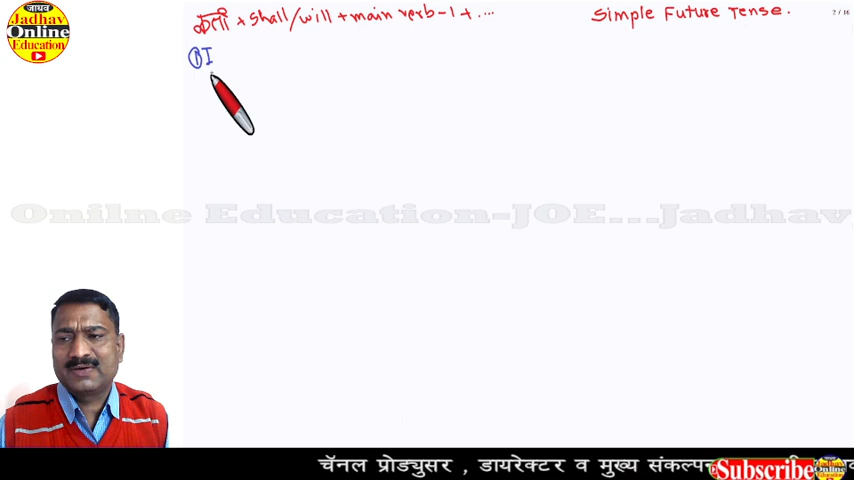 जाधव
Jadhav
Online
Education
कर्ता + shall/will + main verb-1 + ....
Simple Future Tense.
2 / 16
① I
Onilne Education-JOE...Jadhav
चॅनल प्रोड्युसर , डायरेक्टर व मुख्य संकल्पन
Subscribe